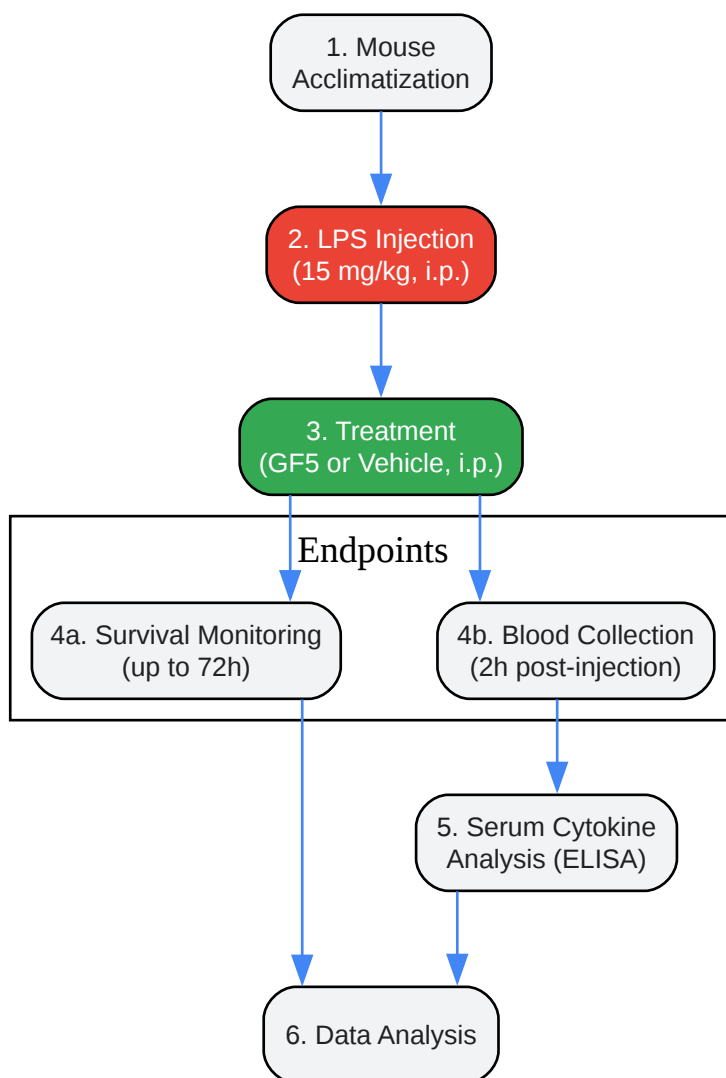 1. Mouse
Acclimatization
2. LPS Injection
(15 mg/kg, i.p.)
3. Treatment
(GF5 or Vehicle, i.p.)
Endpoints
4a. Survival Monitoring
(up to 72h)
4b. Blood Collection
(2h post-injection)
5. Serum Cytokine
Analysis (ELISA)
6. Data Analysis